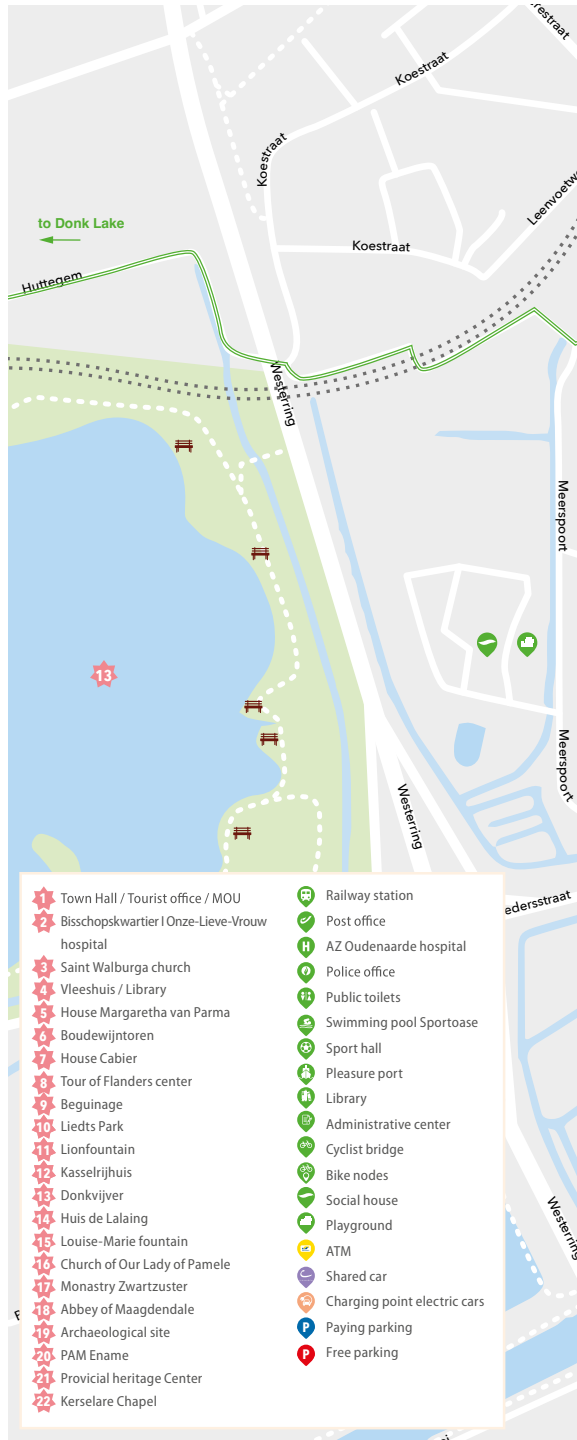 erestraat
Koestraat
Koestraat
Leenvoetwe
to Donk Lake
Koestraat
Huttegem
Westerring
Meerspoort
13
Meerspoort
Westerring
edersstraat
1 Town Hall / Tourist office / MOU
2 Bisschopskwartier I Onze-Lieve-Vrouw
hospital
3 Saint Walburga church
4 Vleeshuis / Library
5 House Margaretha van Parma
6 Boudewijntoren
7 House Cabier
8 Tour of Flanders center
9 Beguinage
10 Liedts Park
11 Lionfountain
12 Kasselrijhuis
13 Donkvijver
14 Huis de Lalaing
15 Louise-Marie fountain
16 Church of Our Lady of Pamele
17 Monastry Zwartzuster
18 Abbey of Maagdendale
19 Archaeological site
20 PAM Ename
21 Provicial heritage Center
22 Kerselare Chapel
Railway station
Post office
H AZ Oudenaarde hospital
Police office
Public toilets
Swimming pool Sportoase
Sport hall
Pleasure port
Library
Administrative center
Cyclist bridge
Bike nodes
Social house
Playground
ATM
Shared car
Charging point electric cars
P Paying parking
P Free parking
Westerring